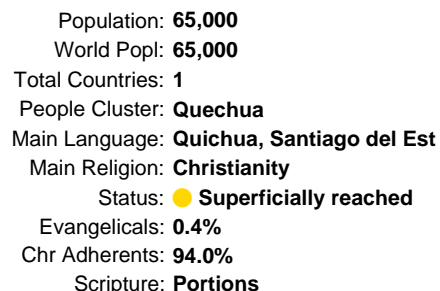 Population: 65,000
World Popl: 65,000
Total Countries: 1
People Cluster: Quechua
Main Language: Quichua, Santiago del Est
Main Religion: Christianity
Status: Superficially reached
Evangelicals: 0.4%
Chr Adherents: 94.0%
Scripture: Portions